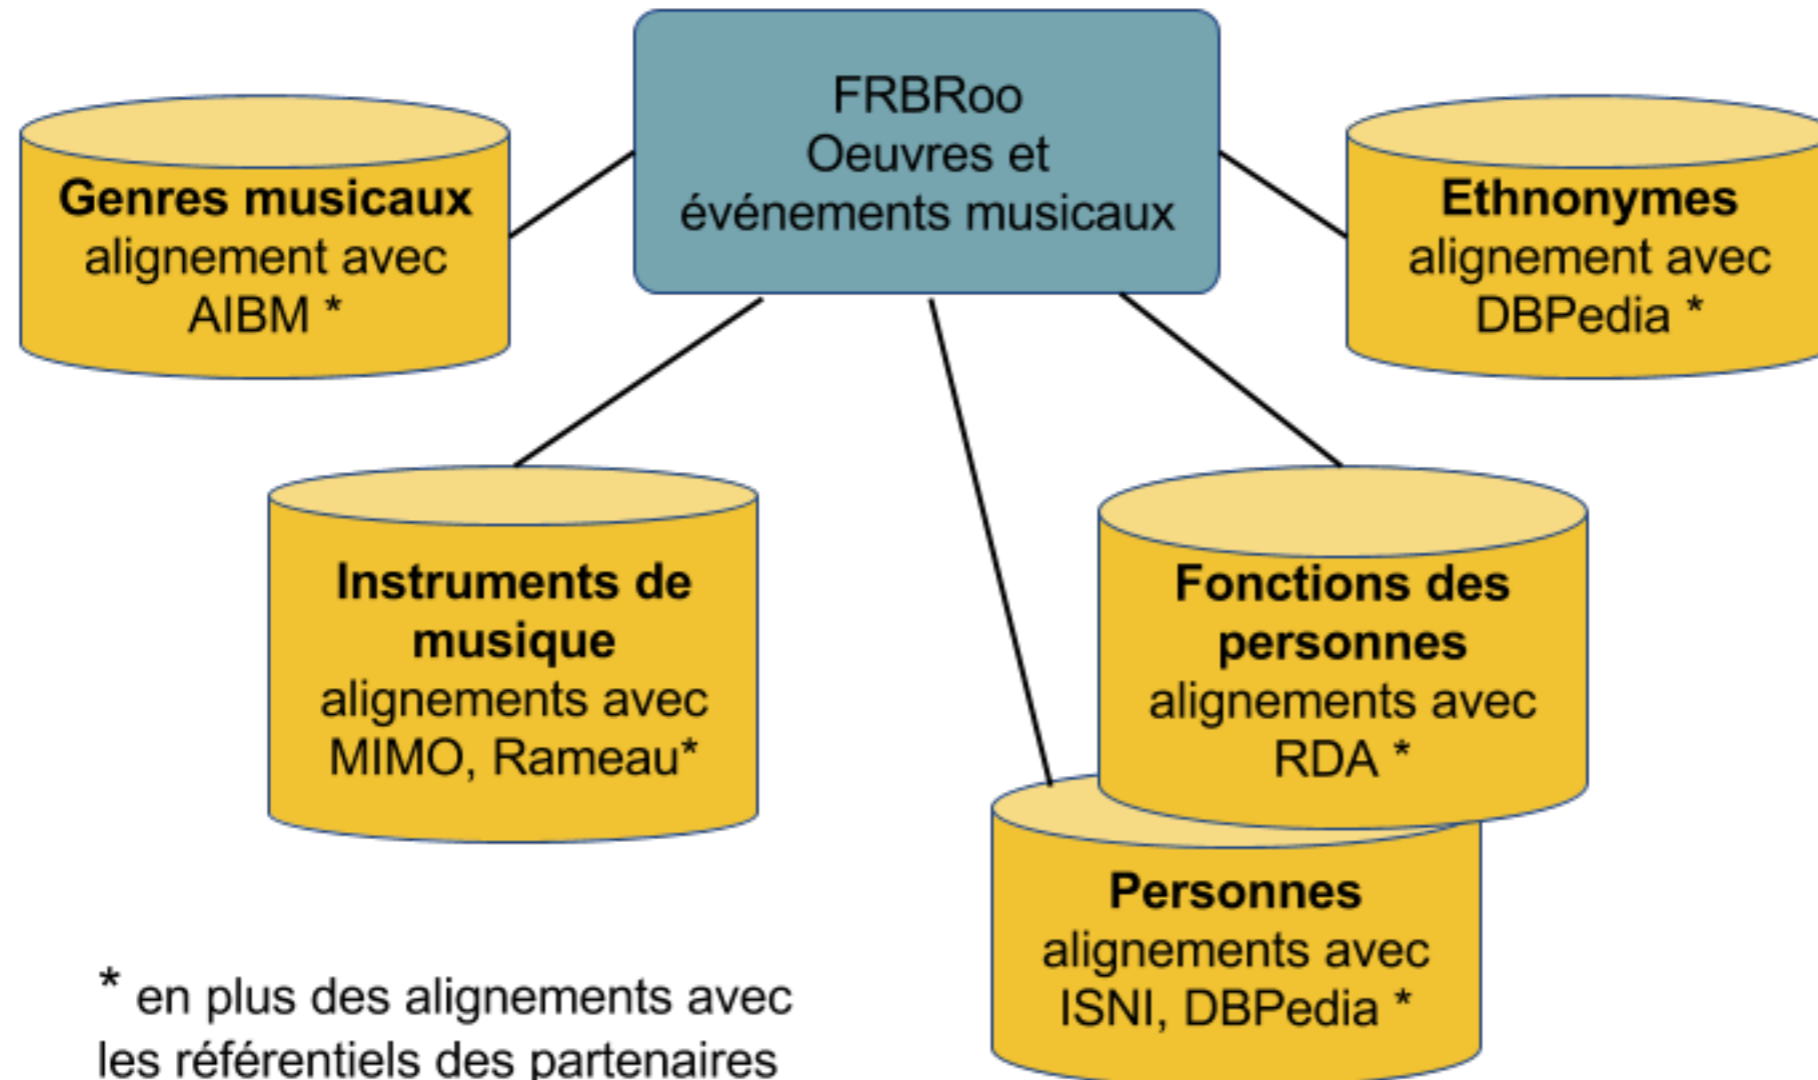 FRBRoo
Oeuvres et
événements musicaux
Genres musicaux
alignement avec
AIBM *
Ethnonymes
alignement avec
DBPedia *
Instruments de
musique
alignements avec
MIMO, Rameau*
Fonctions des
personnes
alignements avec
RDA *
Personnes
alignements avec
ISNI, DBPedia *
* en plus des alignements avec
les référentiels des partenaires